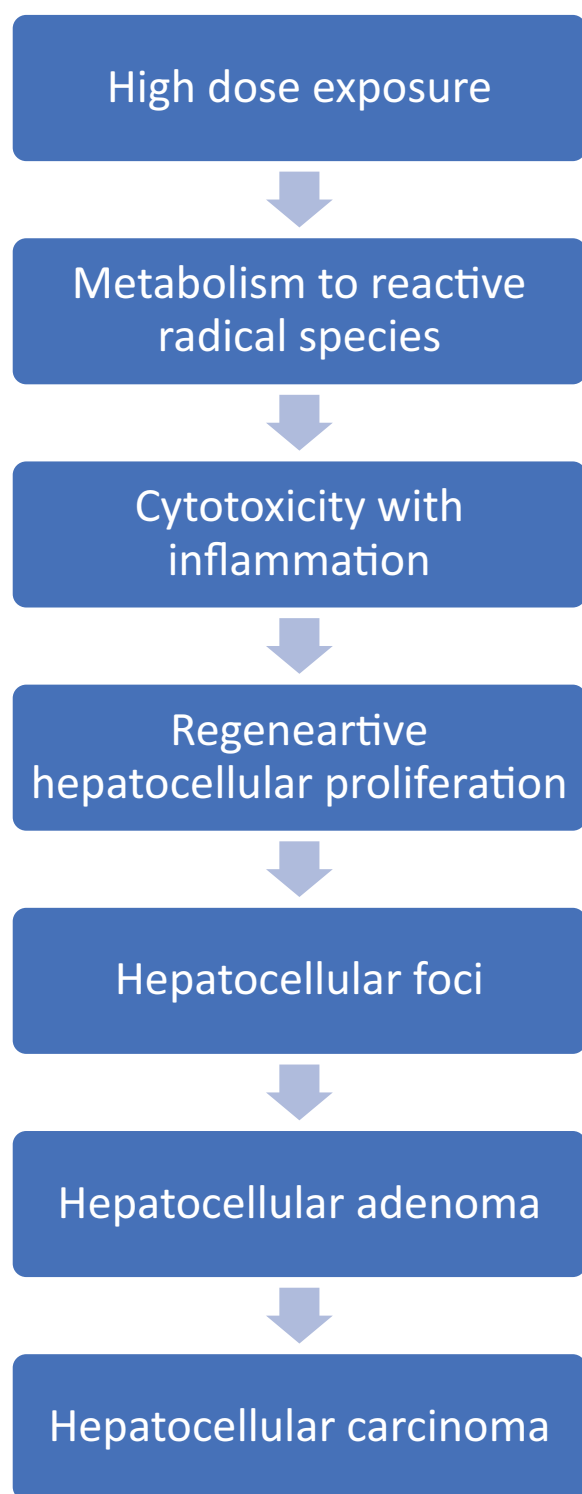 High dose exposure
Metabolism to reactive
radical species
Cytotoxicity with
inflammation
Regeneartive
hepatocellular proliferation
Hepatocellular foci
Hepatocellular adenoma
Hepatocellular carcinoma